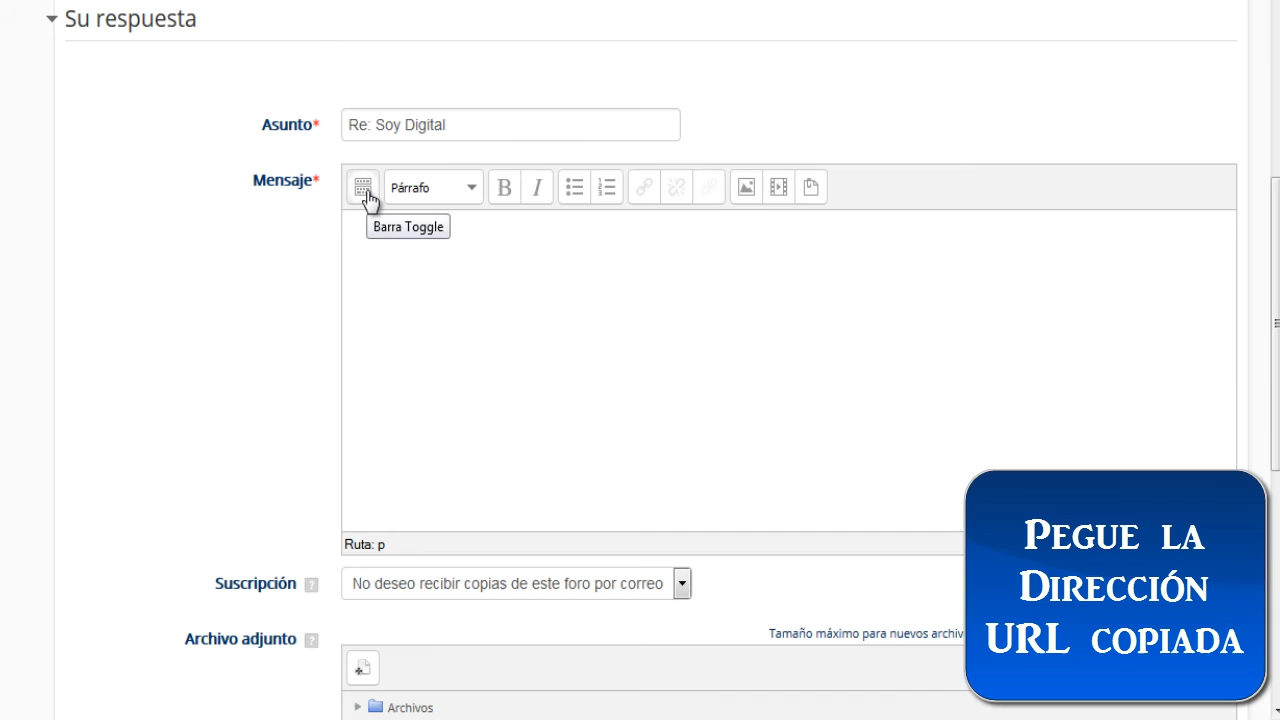 Su respuesta
Asunto*
Re: Soy Digital
Mensaje*
Párrafo
B I
Barra Toggle
Ruta: p
Suscripción ?
No deseo recibir copias de este foro por correo
Archivo adjunto ?
Tamaño máximo para nuevos archiv
Archivos
Pegue la
Dirección
URL copiada